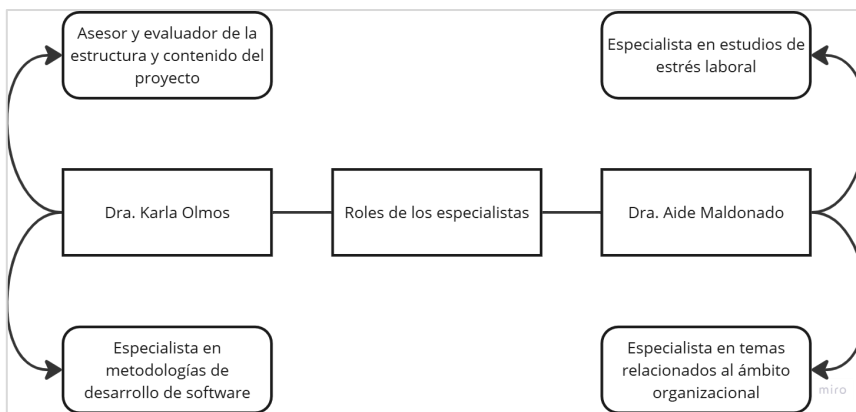 Asesor y evaluador de la
estructura y contenido del
proyecto
Especialista en estudios de
estrés laboral
Dra. Karla Olmos
Roles de los especialistas
Dra. Aide Maldonado
Especialista en
metodologías de
desarrollo de software
Especialista en temas
relacionados al ámbito
organizacional
miro